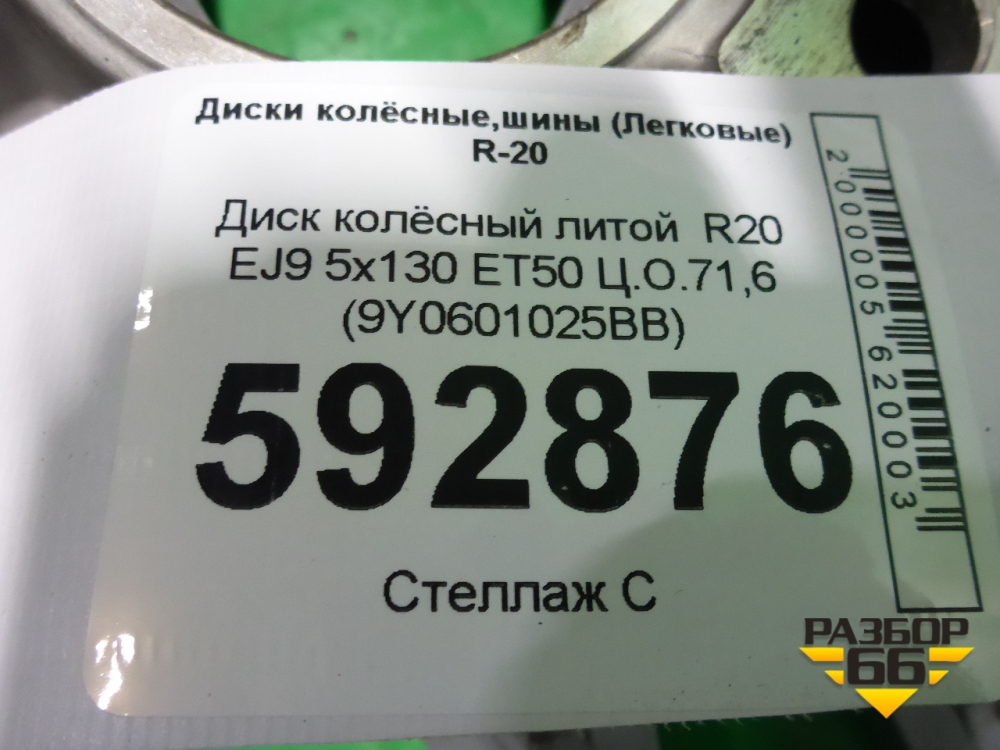 Диски колёсные,шины (Легковые)
R-20
Диск колёсный литой R20
EJ9 5x130 ET50 Ц.О.71,6
(9Y0601025BB)
592876
Стеллаж С
2000005620003
РАЗБОР
66